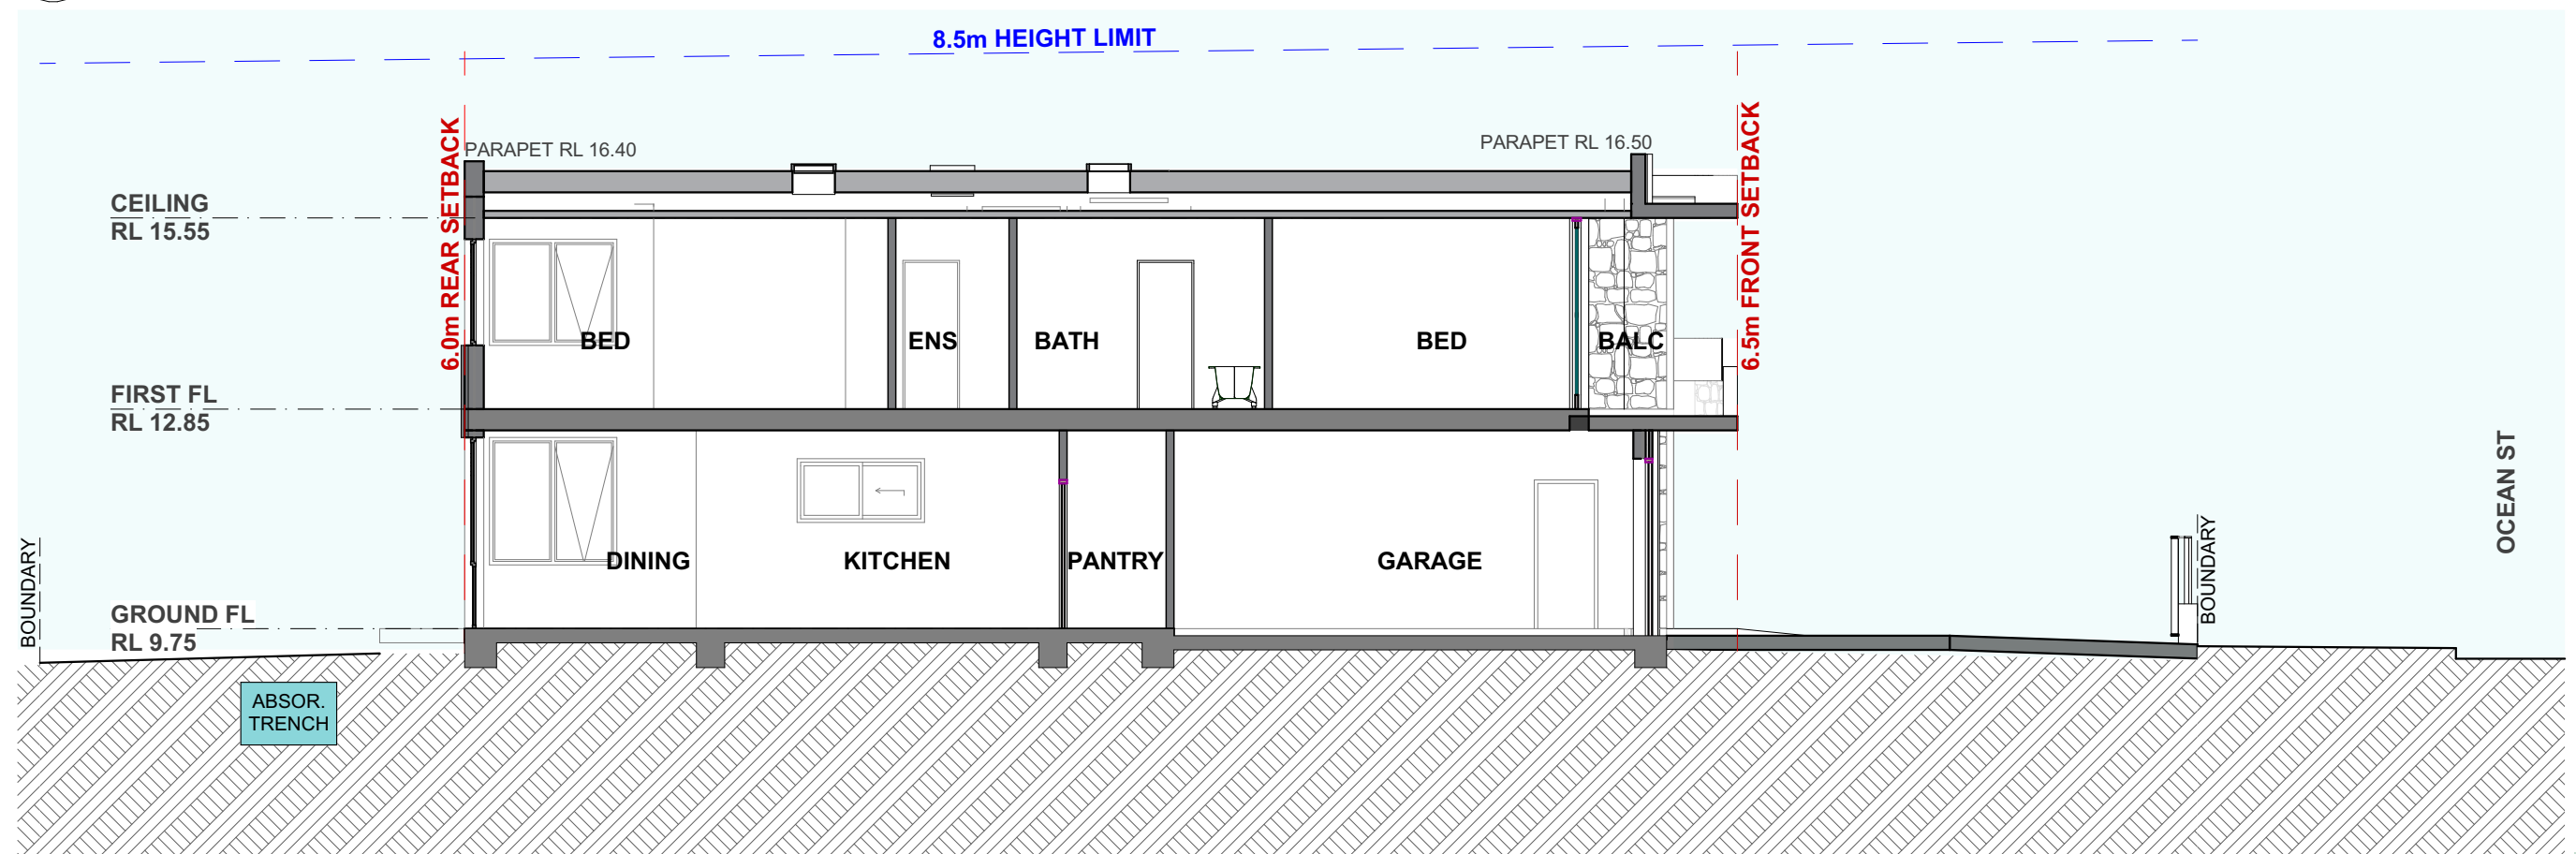 8.5m HEIGHT LIMIT
PARAPET RL 16.40
PARAPET RL 16.50
6.0m REAR SETBACK
6.5m FRONT SETBACK
CEILING
RL 15.55
BED
ENS
BATH
BED
BALC
FIRST FL
RL 12.85
OCEAN ST
DINING
KITCHEN
PANTRY
GARAGE
BOUNDARY
BOUNDARY
GROUND FL
RL 9.75
ABSOR.
TRENCH